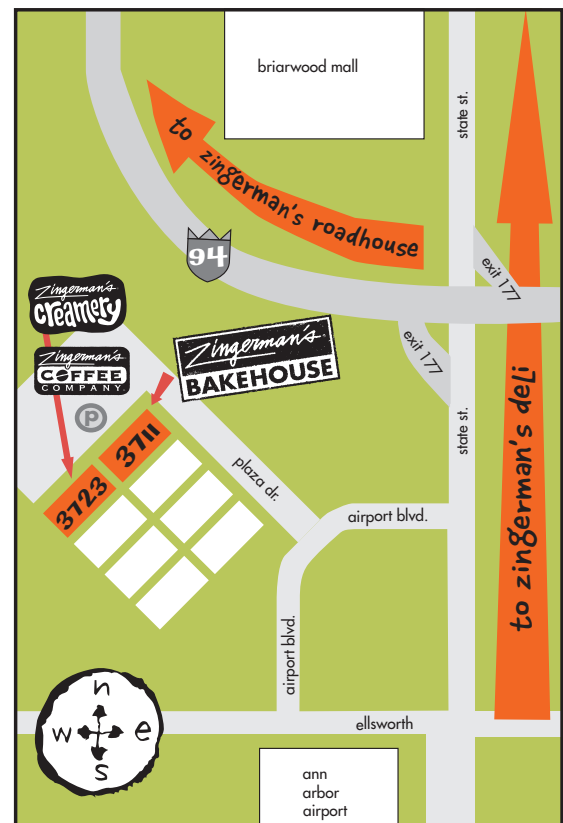 briarwood mall
state st.
to zingerman's roadhouse
94
exit 177
exit 177
Zingerman's
Creamery
Zingerman's
COFFEE
COMPANY.
P
Zingerman's
BAKEHOUSE
3711
3723
plaza dr.
state st.
airport blvd.
airport blvd.
to zingerman's deli
ellsworth
n
w e
s
ann
arbor
airport